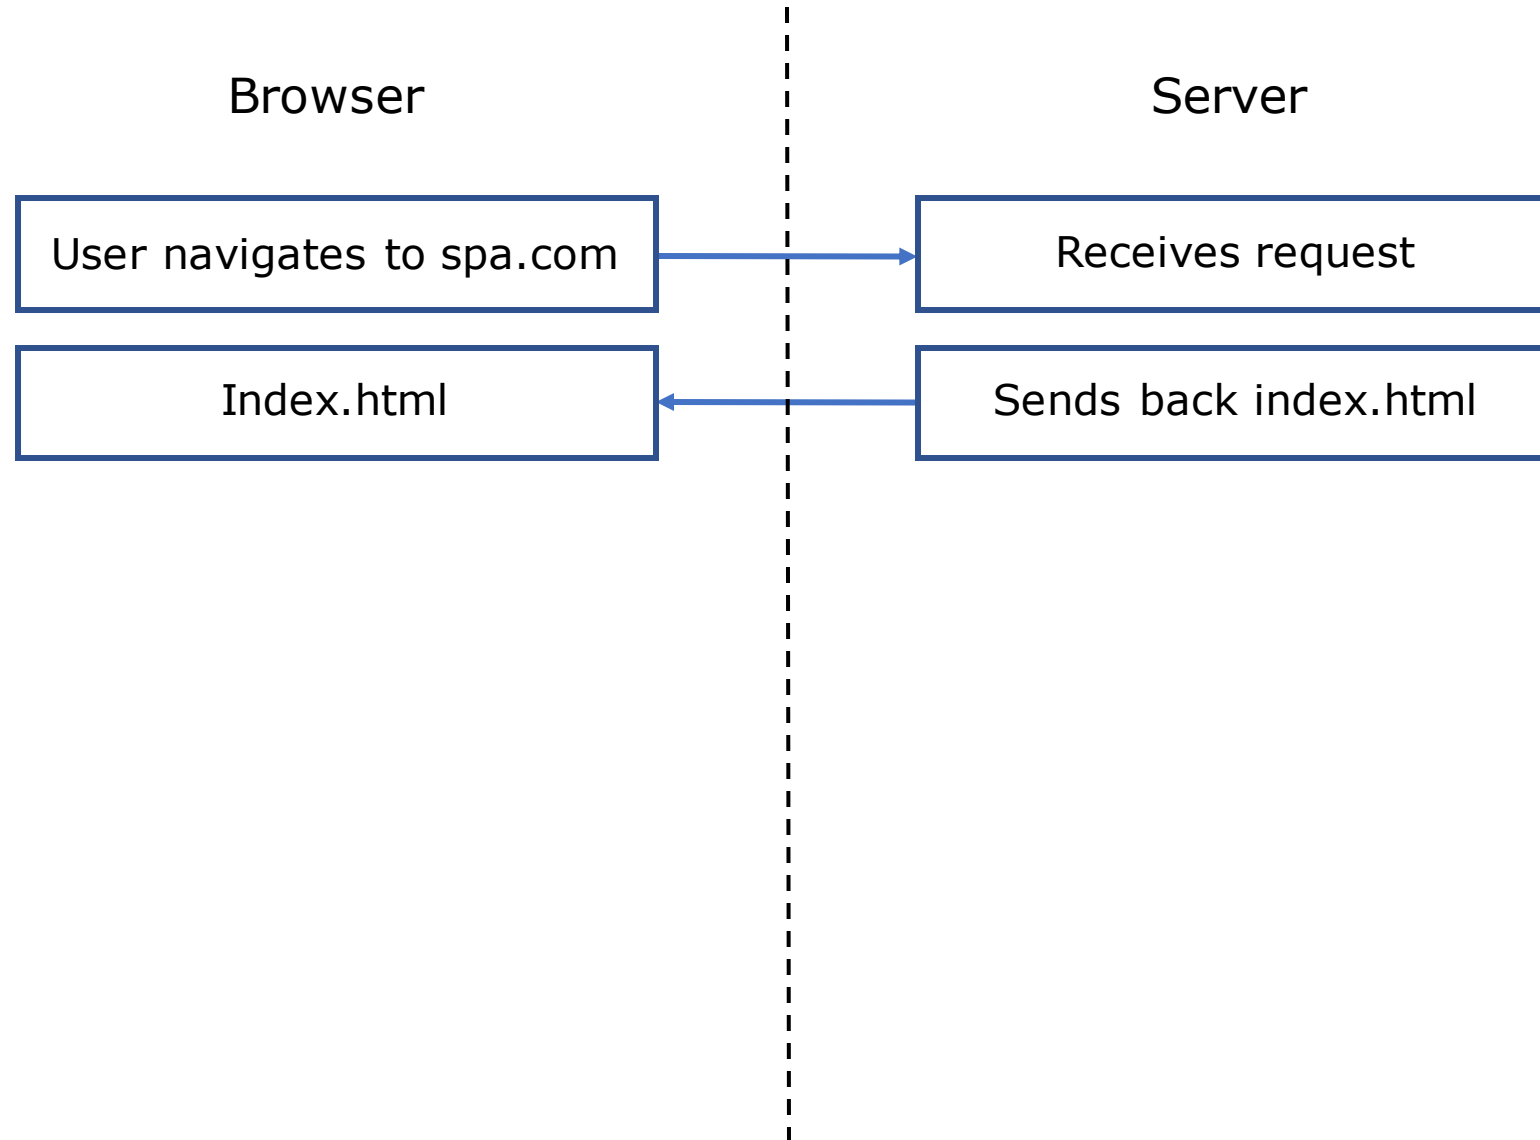 Browser
Server
User navigates to spa.com
Receives request
Index.html
Sends back index.html